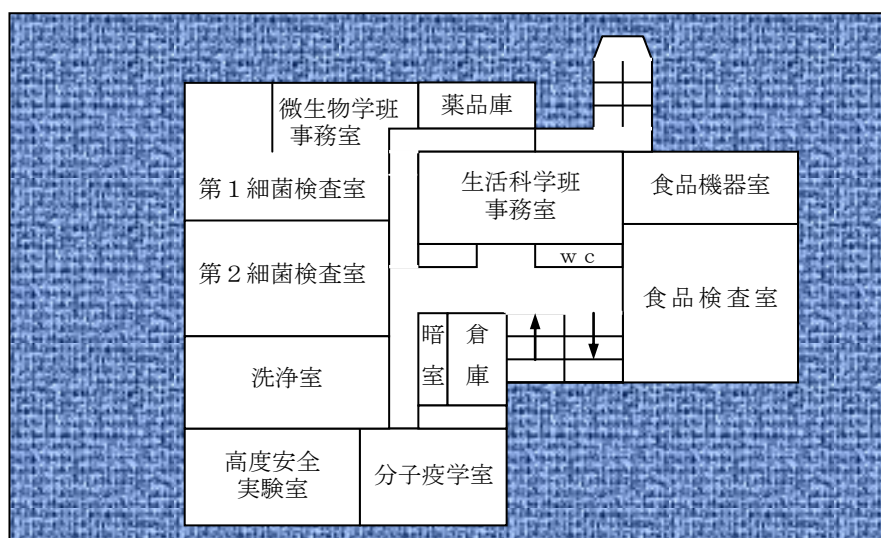 微生物学班
事務室
薬品庫
第１細菌検査室
生活科学班
事務室
食品機器室
第２細菌検査室
ｗｃ
食品検査室
暗室
倉庫
洗浄室
高度安全
実験室
分子疫学室